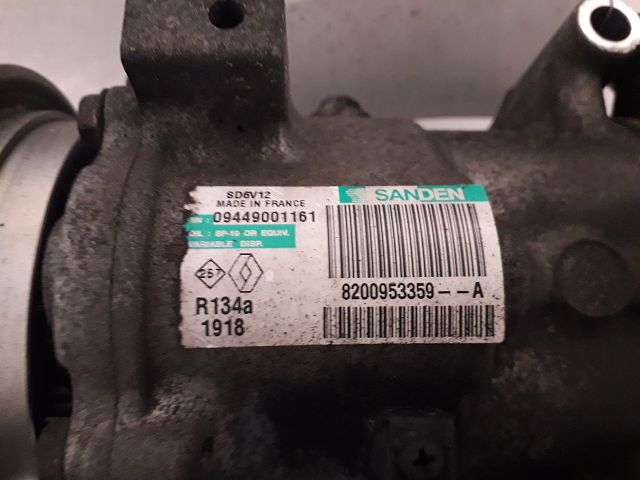 SD6V12
MADE IN FRANCE
SANDEN
SN : 09449001161
OIL : SP-10 OR EQUIV.
VARIABLE DISP.
257
R134a
1918
8200953359--A